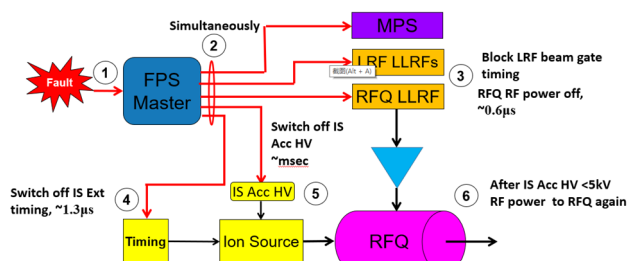 Simultaneously
MPS
Fault
1
2
FPS
Master
LRF LLRFs
截图(Alt + A)
RFQ LLRF
3
Block LRF beam gate
timing
RFQ RF power off,
~0.6μs
Switch off IS
Acc HV
~msec
Switch off IS Ext
timing, ~1.3μs
4
IS Acc HV
5
6
After IS Acc HV <5kV
RF power to RFQ again
Timing
Ion Source
RFQ